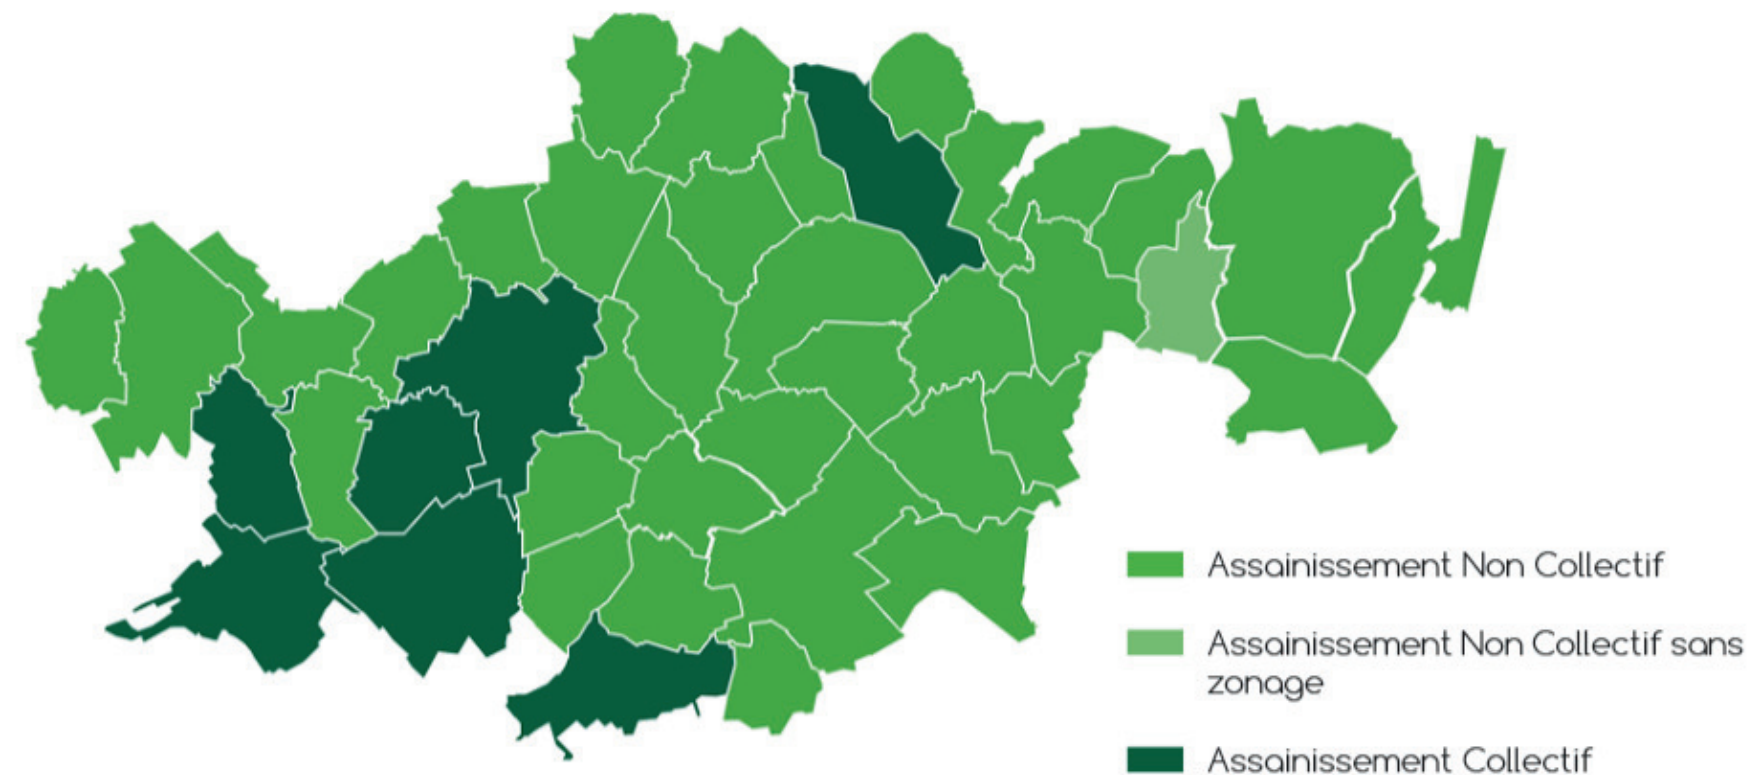 Assainissement Non Collectif
Assainissement Non Collectif sans
zonage
Assainissement Collectif